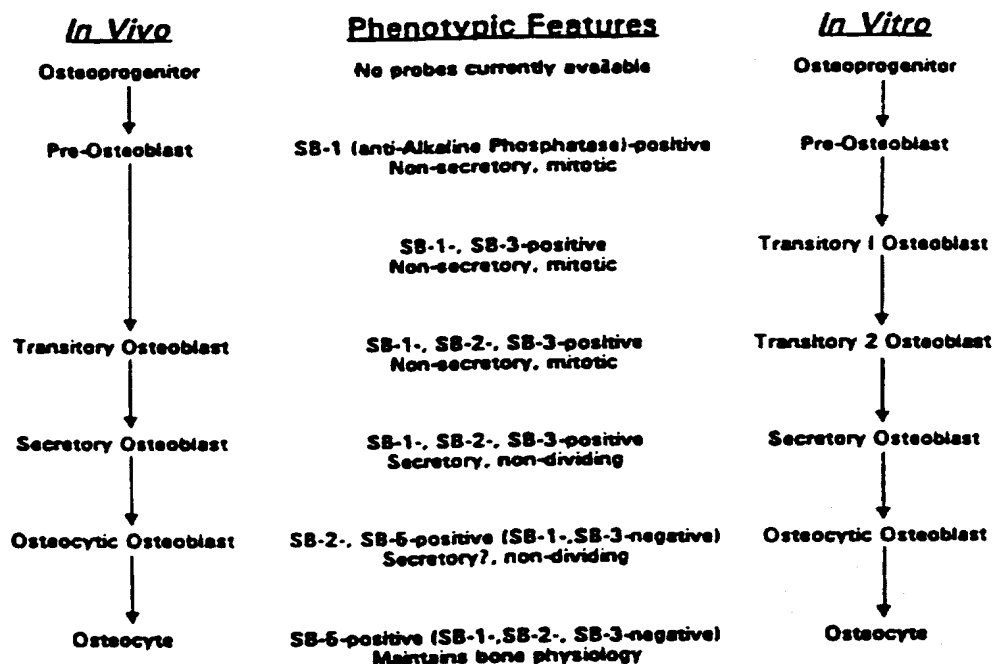 In Vivo Phenotypic Features In Vitro
Osteoprogenitor No probes currently available Osteoprogenitor
Pre-Osteoblast SB-1 (anti-Alkaline Phosphatase)-positive Pre-Osteoblast
Non-secretory, mitotic
SB-1-, SB-3-positive Transitory 1 Osteoblast
Non-secretory, mitotic
Transitory Osteoblast SB-1-, SB-2-, SB-3-positive Transitory 2 Osteoblast
Non-secretory, mitotic
Secretory Osteoblast SB-1-, SB-2-, SB-3-positive Secretory Osteoblast
Secretory, non-dividing
Osteocytic Osteoblast SB-2-, SB-5-positive (SB-1-,SB-3-negative) Osteocytic Osteoblast
Secretory?, non-dividing
Osteocyte SB-5-positive (SB-1-,SB-2-, SB-3-negative) Osteocyte
Maintains bone physiology